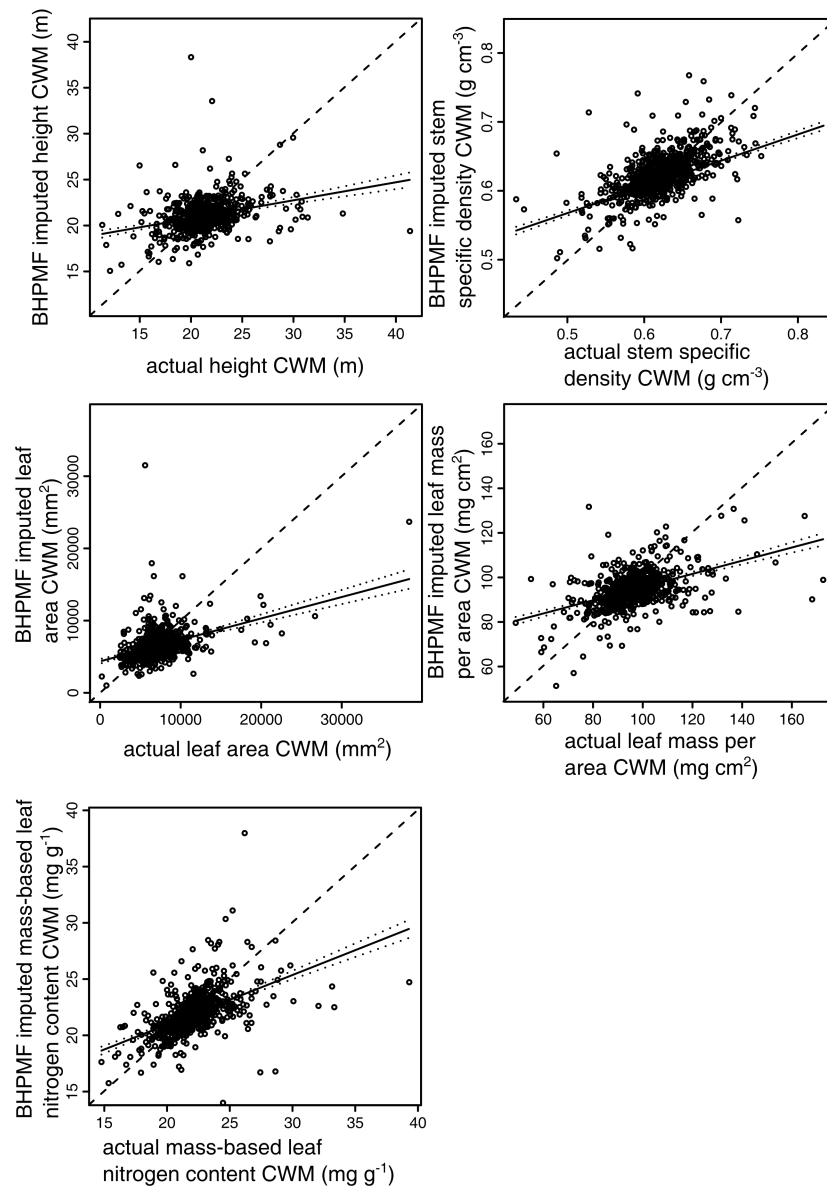 BHPMF imputed height CWM (m)
40
35
30
25
20
15
15 20 25 30 35 40
actual height CWM (m)
BHPMF imputed stem
specific density CWM (g cm-3)
0.8
0.7
0.6
0.5
0.5 0.6 0.7 0.8
actual stem specific
density CWM (g cm-3)
BHPMF imputed leaf
area CWM (mm2)
30000
20000
10000
0
0 10000 20000 30000
actual leaf area CWM (mm2)
BHPMF imputed leaf mass
per area CWM (mg cm2)
160
140
120
100
80
60
60 80 100 120 140 160
actual leaf mass per
area CWM (mg cm2)
BHPMF imputed mass-based leaf
nitrogen content CWM (mg g-1)
40
35
30
25
20
15
15 20 25 30 35 40
actual mass-based leaf
nitrogen content CWM (mg g-1)